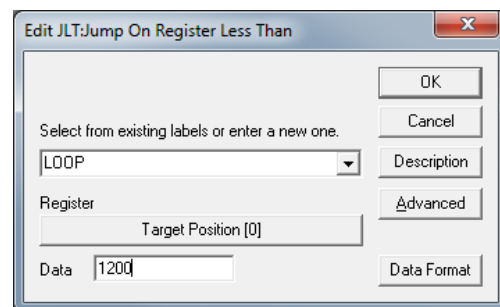 Edit JLT:Jump On Register Less Than
OK
Select from existing labels or enter a new one.
Cancel
LOOP
Description
Register
Advanced
Target Position [0]
Data
1200
Data Format